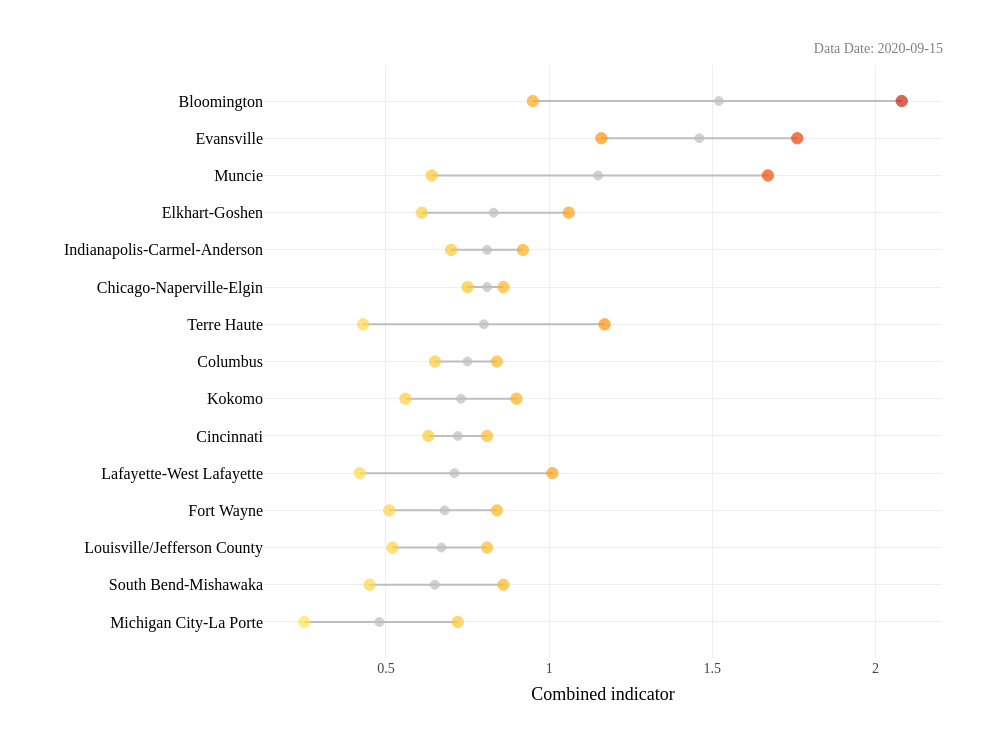 Data Date: 2020-09-15
Bloomington
Evansville
Muncie
Elkhart-Goshen
Indianapolis-Carmel-Anderson
Chicago-Naperville-Elgin
Terre Haute
Columbus
Kokomo
Cincinnati
Lafayette-West Lafayette
Fort Wayne
Louisville/Jefferson County
South Bend-Mishawaka
Michigan City-La Porte
0.5 1 1.5 2
Combined indicator